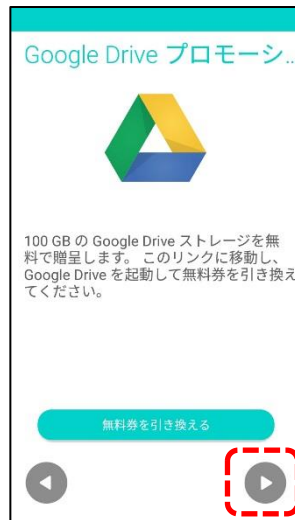 Google Drive プロモーシ...
100 GB の Google Drive ストレージを無
料で贈呈します。 このリンクに移動し、
Google Drive を起動して無料券を引き換え
てください。
無料券を引き換える